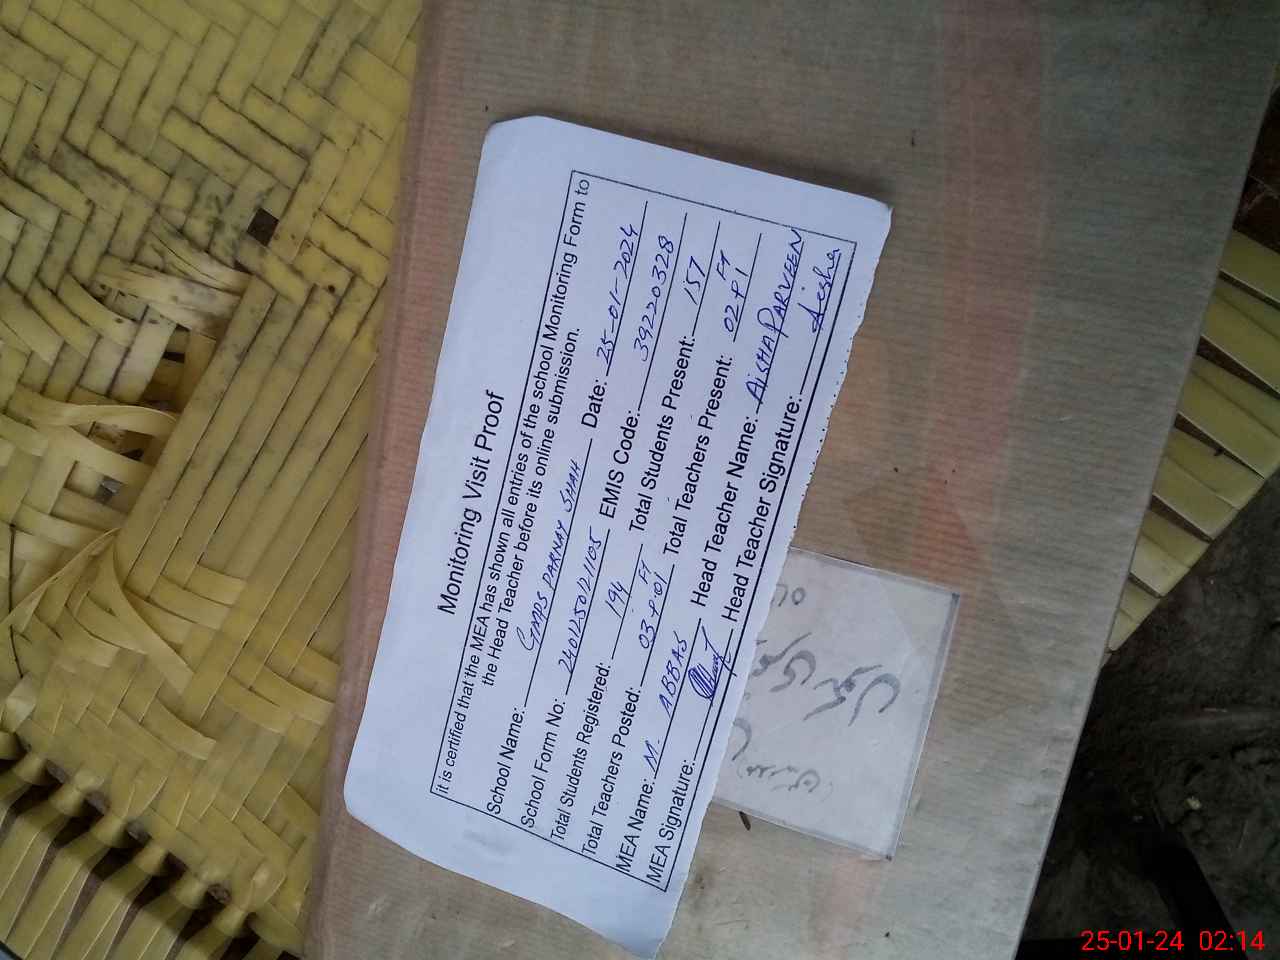 Monitoring Visit Proof
it is certified that the MEA has shown all entries of the school Monitoring Form to
the Head Teacher before its online submission.
School Name: GMPS PARNAY SHAH Date: 25-01-2024
School Form No: 240125011105 EMIS Code: 39220328
Total Students Registered: 194 Total Students Present: 157
Total Teachers Posted: 03+01 Total Teachers Present: 02+1
MEA Name: M. ABBAS Head Teacher Name: AISHA PARVEEN
MEA Signature: Head Teacher Signature: Aisha
25-01-24 02:14